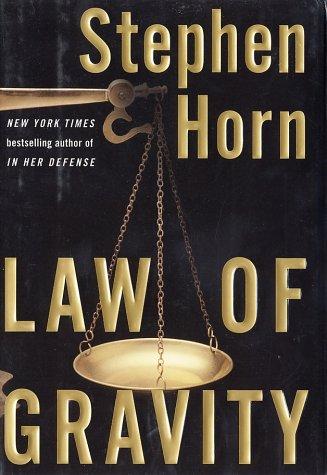 Stephen
Horn
NEW YORK TIMES
bestselling author of
IN HER DEFENSE
LAW OF
GRAVITY